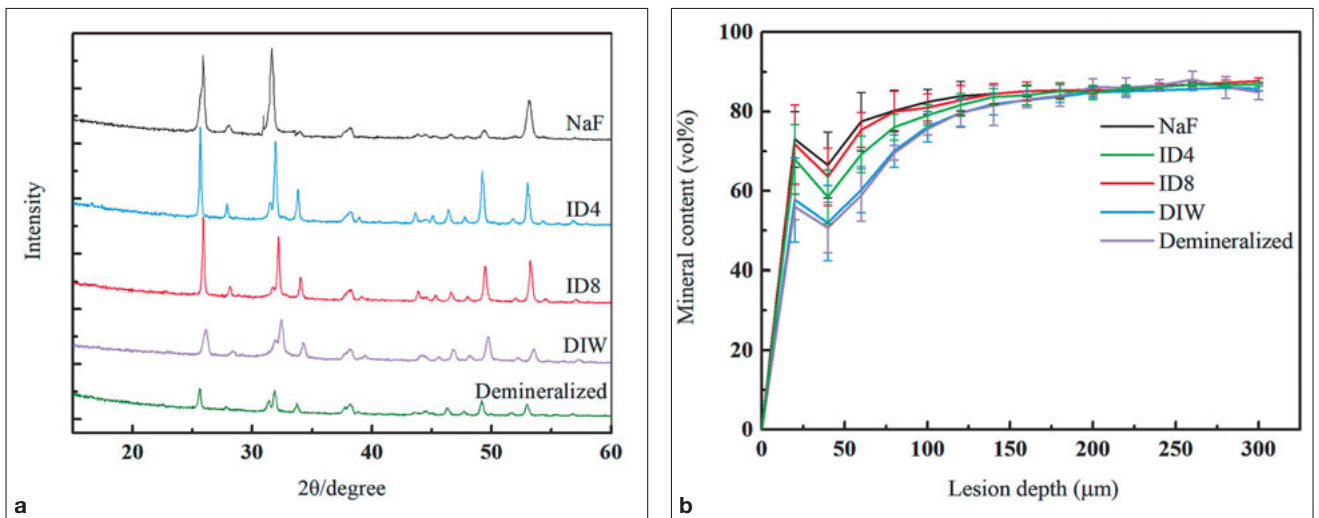 NaF
ID4
ID8
DIW
Demineralized
Intensity
20
30
40
50
60
2θ/degree
a
100
80
60
40
20
0
Mineral content (vol%)
NaF
ID4
ID8
DIW
Demineralized
0
50
100
150
200
250
300
Lesion depth (μm)
b